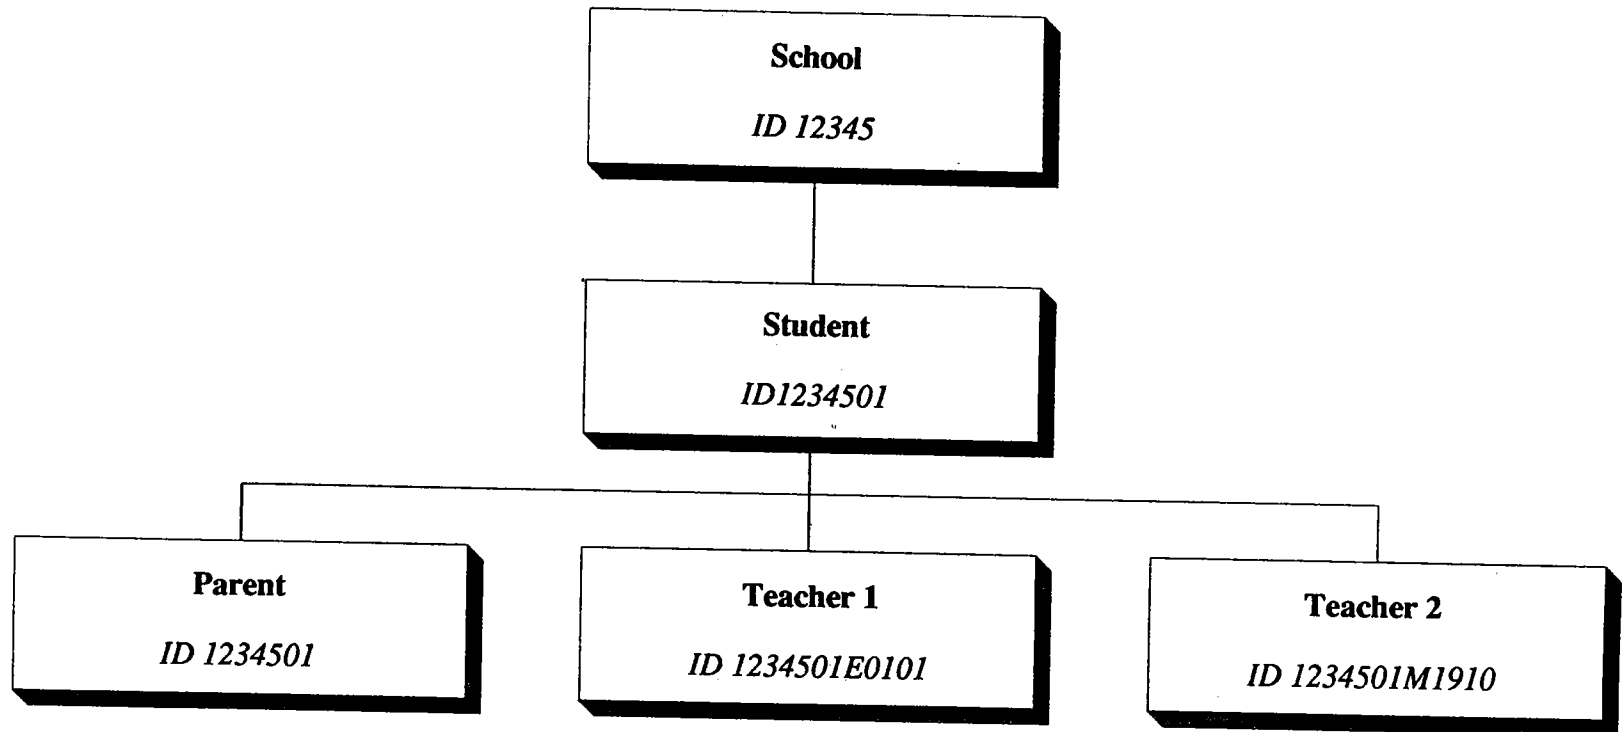 School
ID 12345
Student
ID1234501
Parent
ID 1234501
Teacher 1
ID 1234501E0101
Teacher 2
ID 1234501M1910